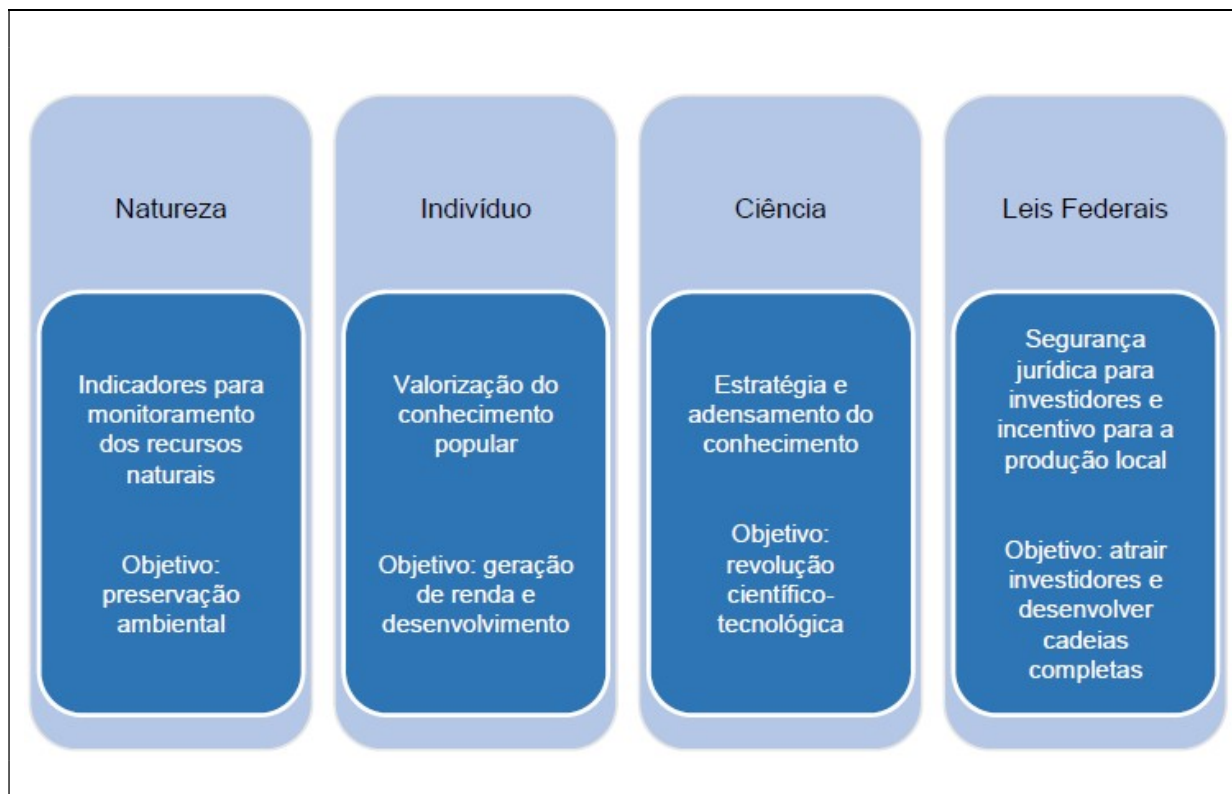 Natureza
Indicadores para
monitoramento
dos recursos
naturais
Objetivo:
preservação
ambiental
Indivíduo
Valorização do
conhecimento
popular
Objetivo: geração
de renda e
desenvolvimento
Ciência
Estratégia e
adensamento do
conhecimento
Objetivo:
revolução
científico-
tecnológica
Leis Federais
Segurança
jurídica para
investidores e
incentivo para a
produção local
Objetivo: atrair
investidores e
desenvolver
cadeias
completas